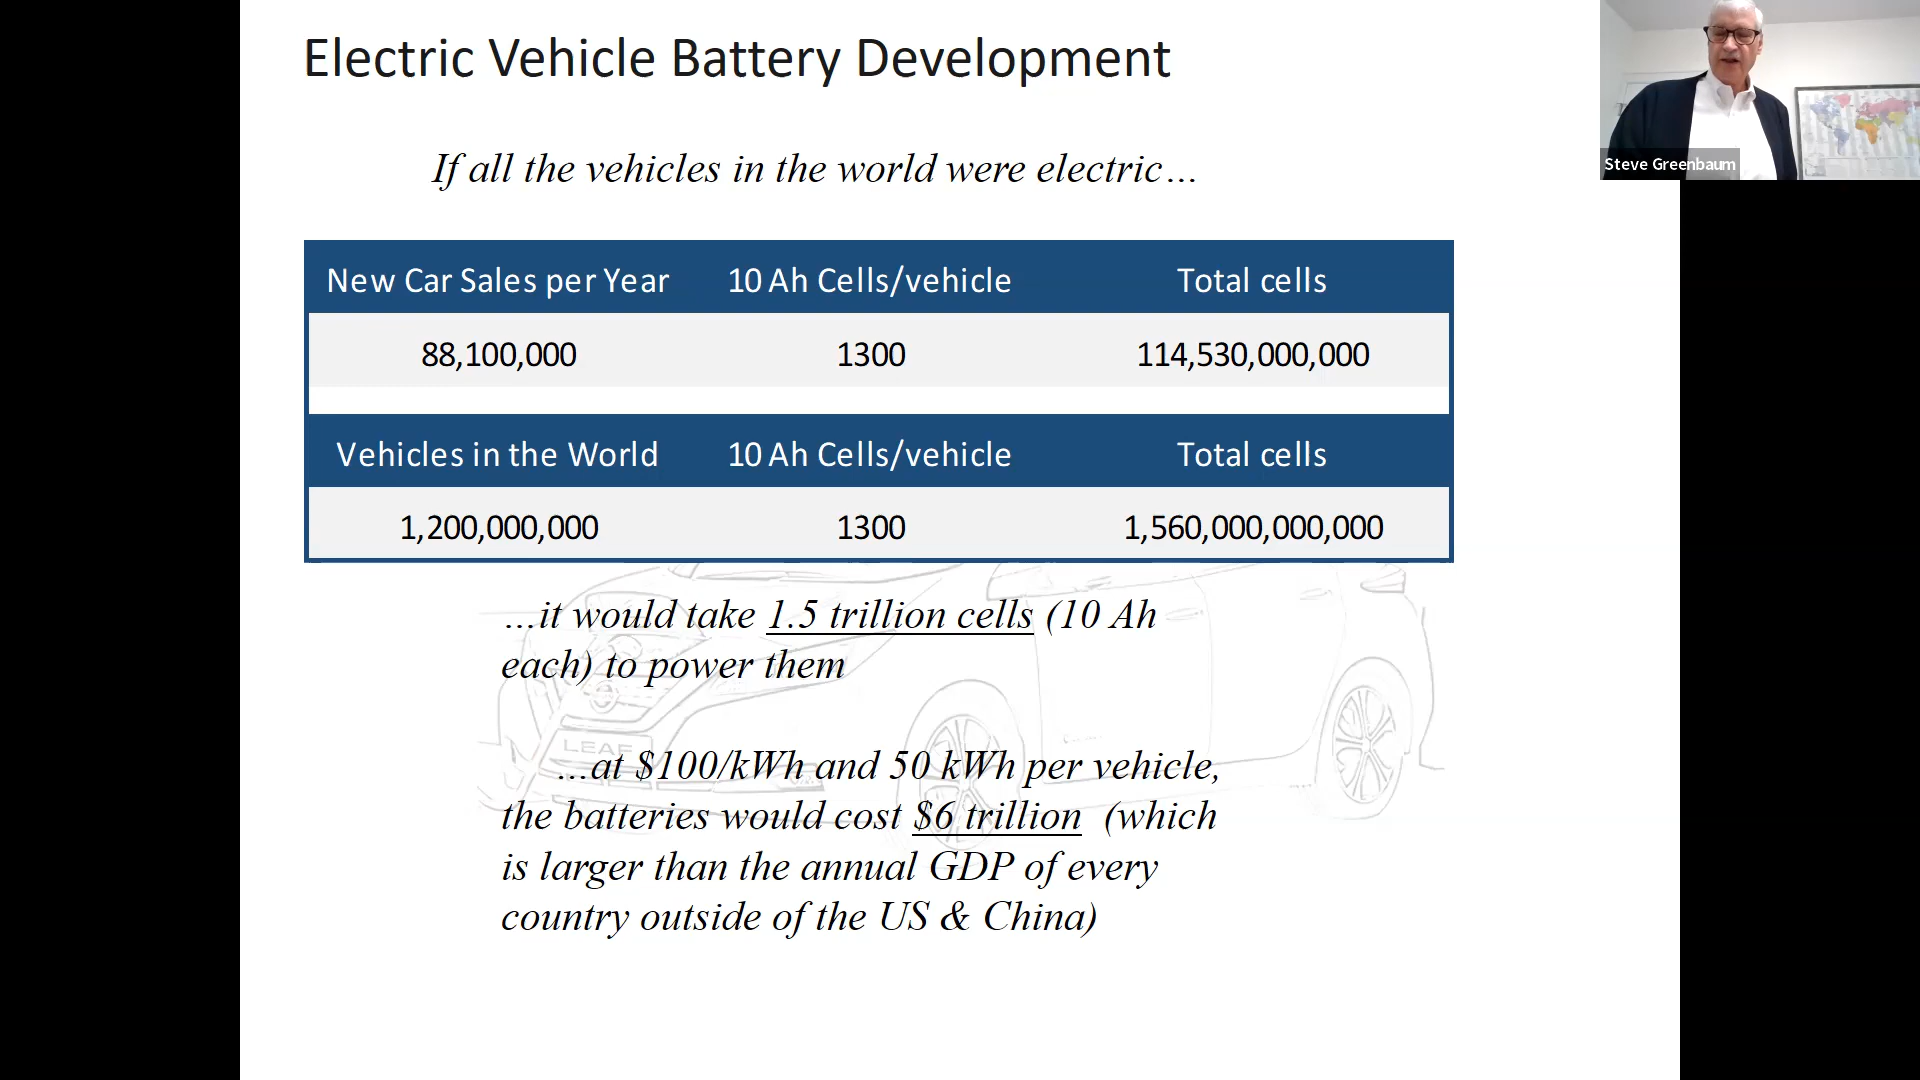 Electric Vehicle Battery Development
Steve Greenbaum
If all the vehicles in the world were electric…
New Car Sales per Year 10 Ah Cells/vehicle Total cells
88,100,000 1300 114,530,000,000
Vehicles in the World 10 Ah Cells/vehicle Total cells
1,200,000,000 1300 1,560,000,000,000
…it would take 1.5 trillion cells (10 Ah
each) to power them
LEAF
…at $100/kWh and 50 kWh per vehicle,
the batteries would cost $6 trillion (which
is larger than the annual GDP of every
country outside of the US & China)